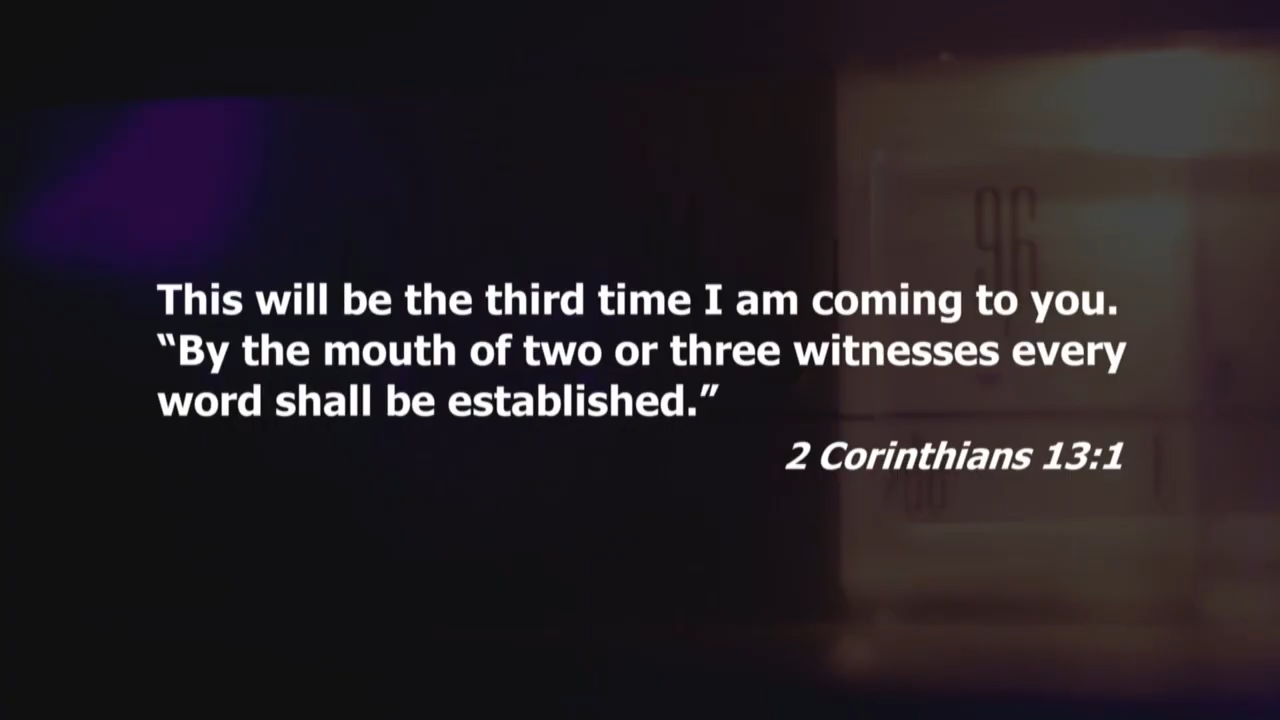 This will be the third time I am coming to you.
“By the mouth of two or three witnesses every
word shall be established.”
2 Corinthians 13:1
96